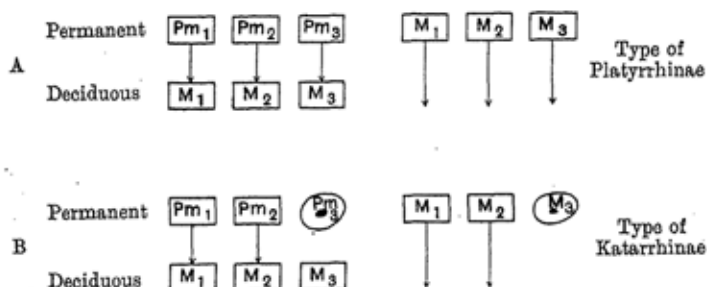 Permanent Pm1 Pm2 Pm3 M1 M2 M3
A Type of Platyrrhinae
Deciduous M1 M2 M3
Permanent Pm1 Pm2 Pm3 M1 M2 M3
B Type of Katarrhinae
Deciduous M1 M2 M3